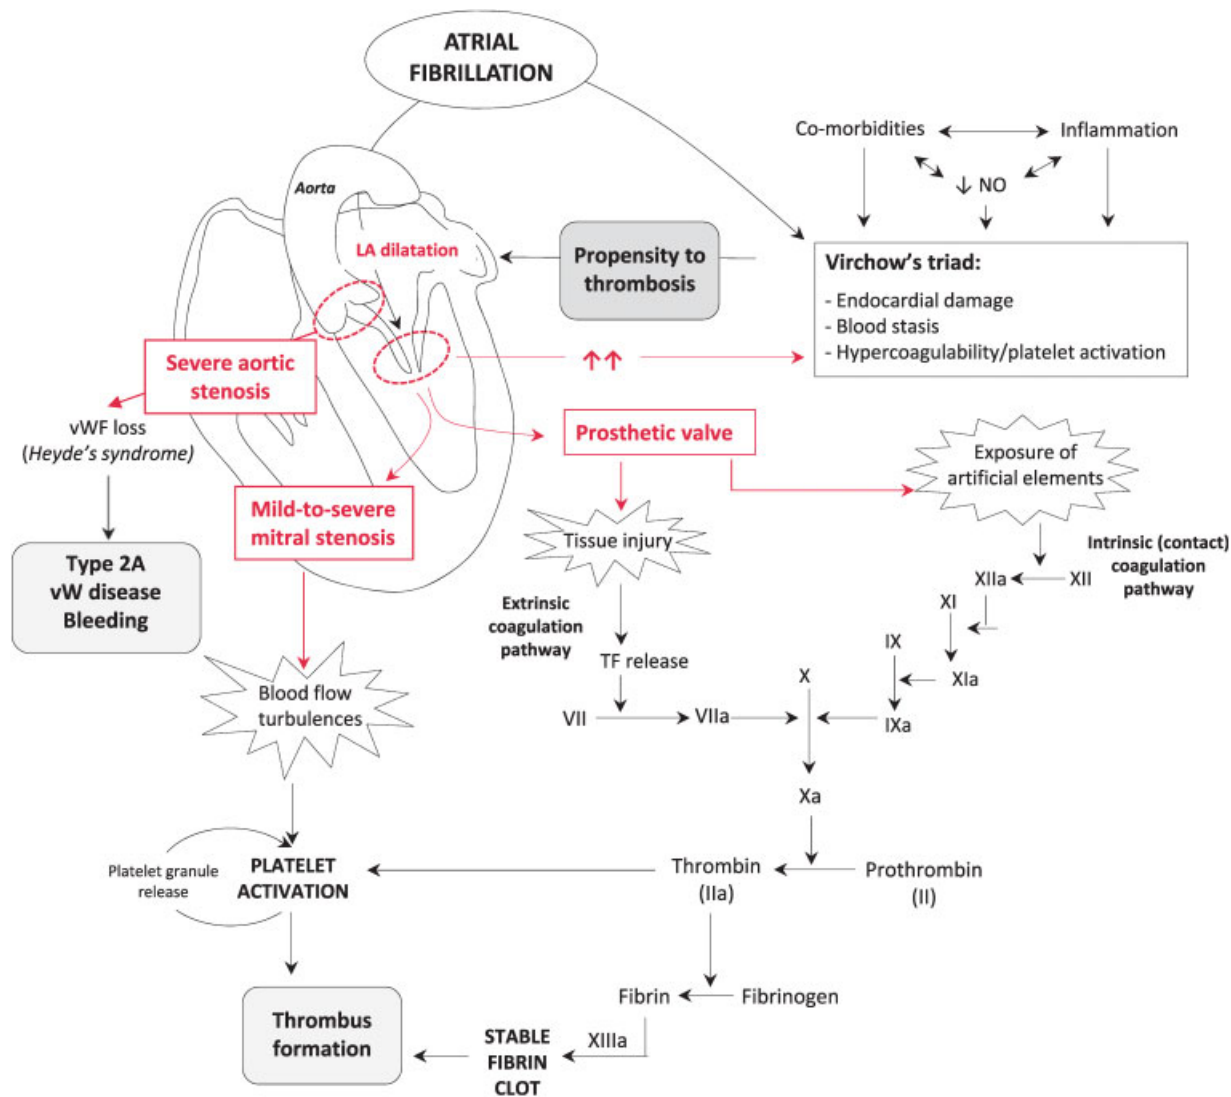 ATRIAL
FIBRILLATION
Co-morbidities
Inflammation
↓ NO
Aorta
LA dilatation
Propensity to
thrombosis
Virchow's triad:
- Endocardial damage
- Blood stasis
- Hypercoagulability/platelet activation
Severe aortic
stenosis
↑↑
vWF loss
(Heyde's syndrome)
Prosthetic valve
Exposure of
artificial elements
Mild-to-severe
mitral stenosis
Tissue injury
Type 2A
vW disease
Bleeding
Intrinsic (contact)
coagulation
pathway
XIIa
XII
Extrinsic
coagulation
pathway
XI
IX
TF release
X
XIa
Blood flow
turbulences
VII
VIIa
IXa
Xa
Platelet granule
release
PLATELET
ACTIVATION
Thrombin
(IIa)
Prothrombin
(II)
Fibrin
Fibrinogen
Thrombus
formation
STABLE
FIBRIN
CLOT
XIIIa